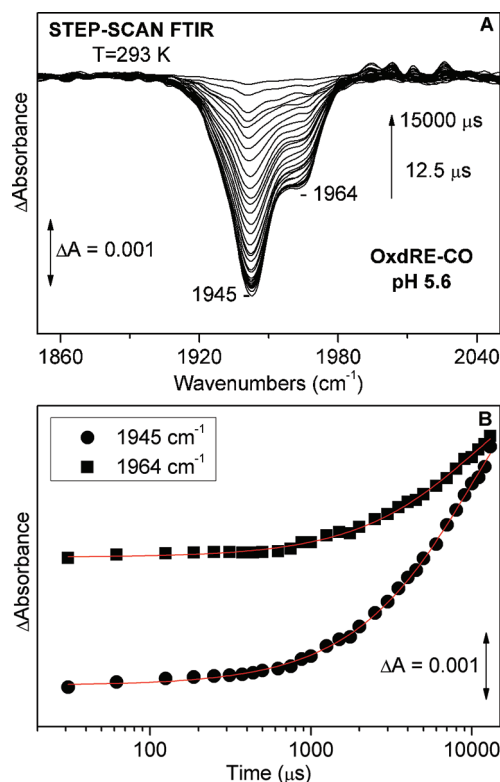 STEP-SCAN FTIR
A
T=293 K
ΔAbsorbance
15000 μs
12.5 μs
1964
ΔA = 0.001
OxdRE-CO
pH 5.6
1945
1860 1920 1980 2040
Wavenumbers (cm⁻¹)
1945 cm⁻¹
B
1964 cm⁻¹
ΔAbsorbance
ΔA = 0.001
100 1000 10000
Time (μs)